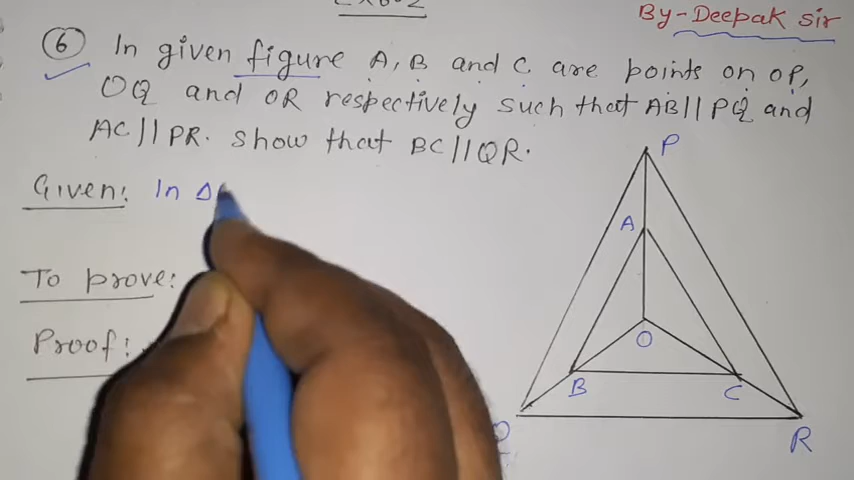 By-Deepak sir
6 In given figure A, B and C are points on OP,
OQ and OR respectively such that AB||PQ and
AC||PR. show that BC||QR.
Given: In Δ
To prove:
Proof:
P
A
O
B
C
R